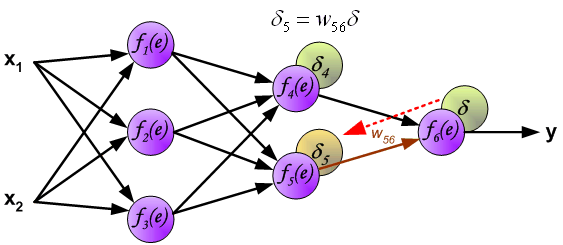 δ₅ = w₅₆δ
x₁
x₂
f₁(e)
f₂(e)
f₃(e)
δ₄
f₄(e)
δ₅
f₅(e)
w₅₆
δ
f₆(e)
y